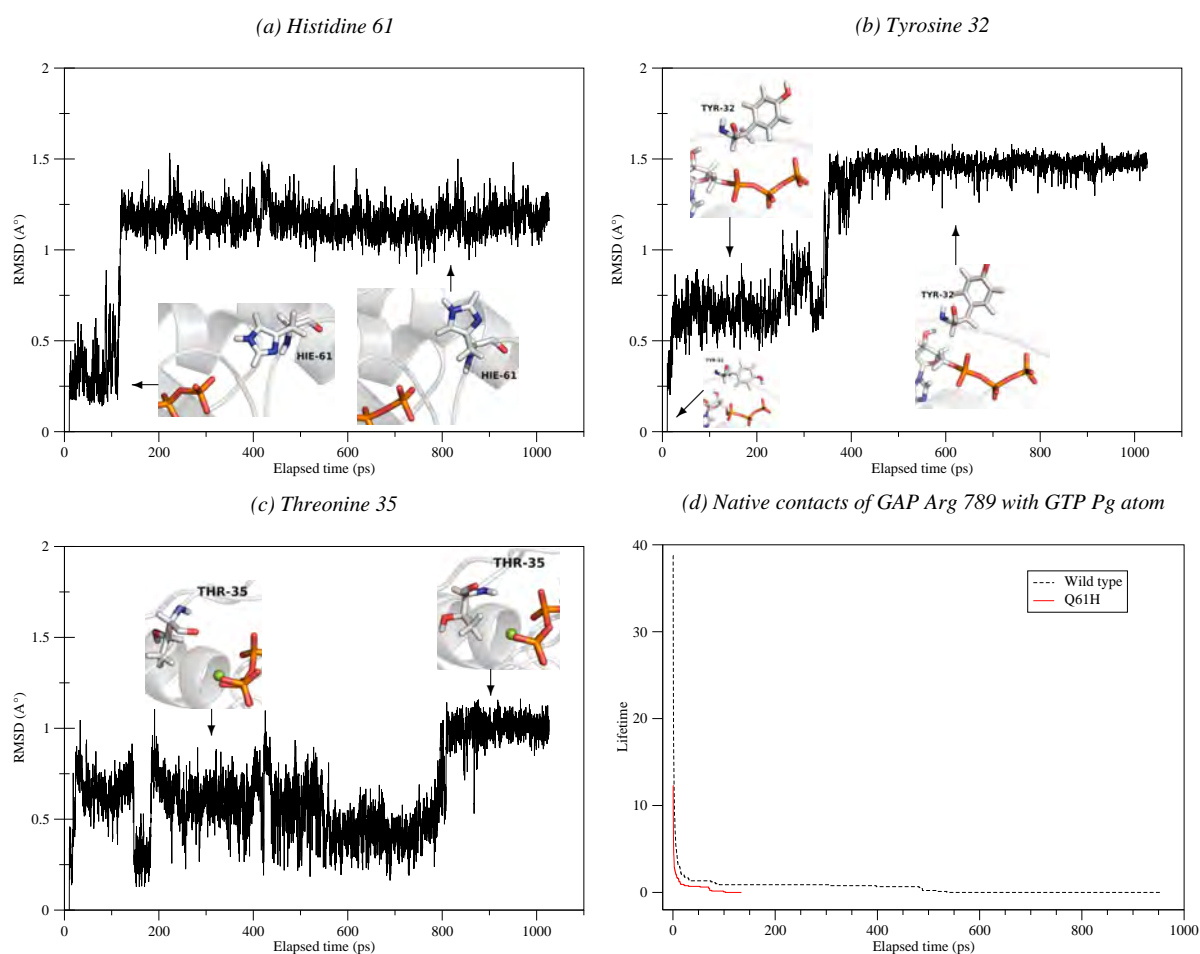 (a) Histidine 61
(b) Tyrosine 32
2
1.5
1
0.5
0
RMSD (A°)
HIE-61
HIE-61
0
200
400
600
800
1000
Elapsed time (ps)
2
1.5
1
0.5
0
RMSD (A°)
TYR-32
TYR-32
TYR-32
0
200
400
600
800
1000
Elapsed time (ps)
(c) Threonine 35
(d) Native contacts of GAP Arg 789 with GTP Pg atom
2
1.5
1
0.5
0
RMSD (A°)
THR-35
THR-35
0
200
400
600
800
1000
Elapsed time (ps)
40
30
20
10
0
Lifetime
Wild type
Q61H
0
200
400
600
800
1000
Elapsed time (ps)